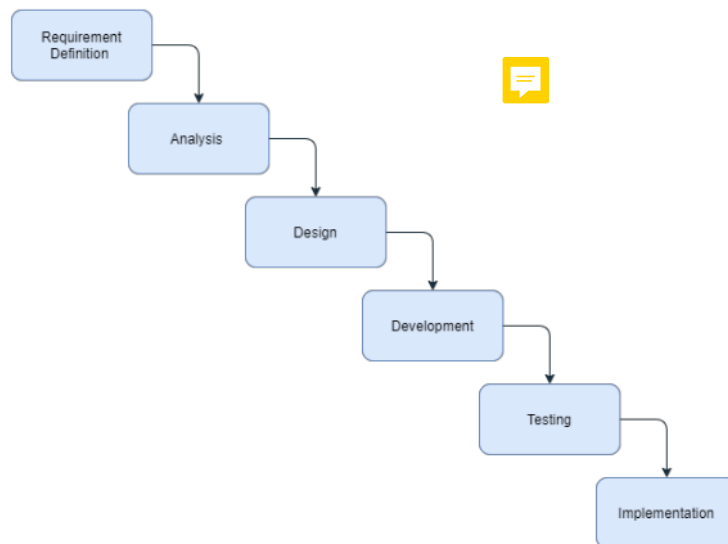 Requirement
Definition
Analysis
Design
Development
Testing
Implementation